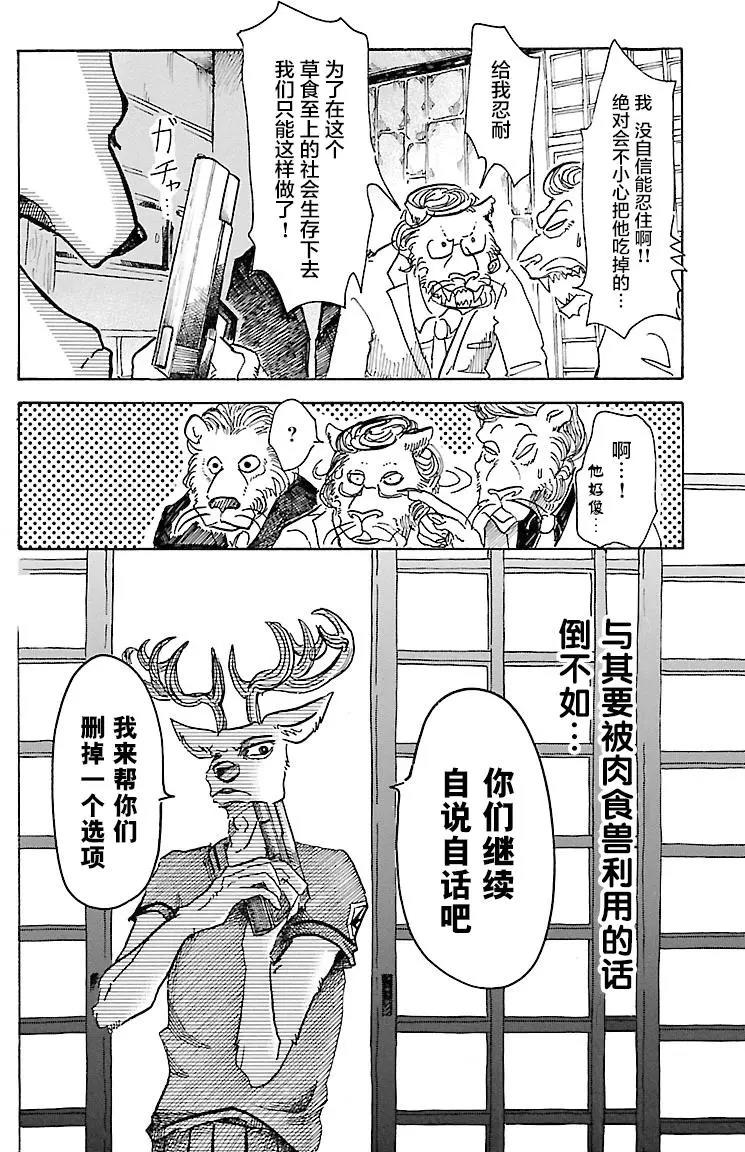 我 没自信能忍住啊!!
绝对会不小心把他吃掉的…
给我忍耐
为了在这个
草食至上的社会生存下去
我们只能这样做了！
ガチャ…
啊…！
他好像…
？
与其要被肉食兽利用的话
倒不如…
你们继续
自说自话吧
我来帮你们
删掉一个选项